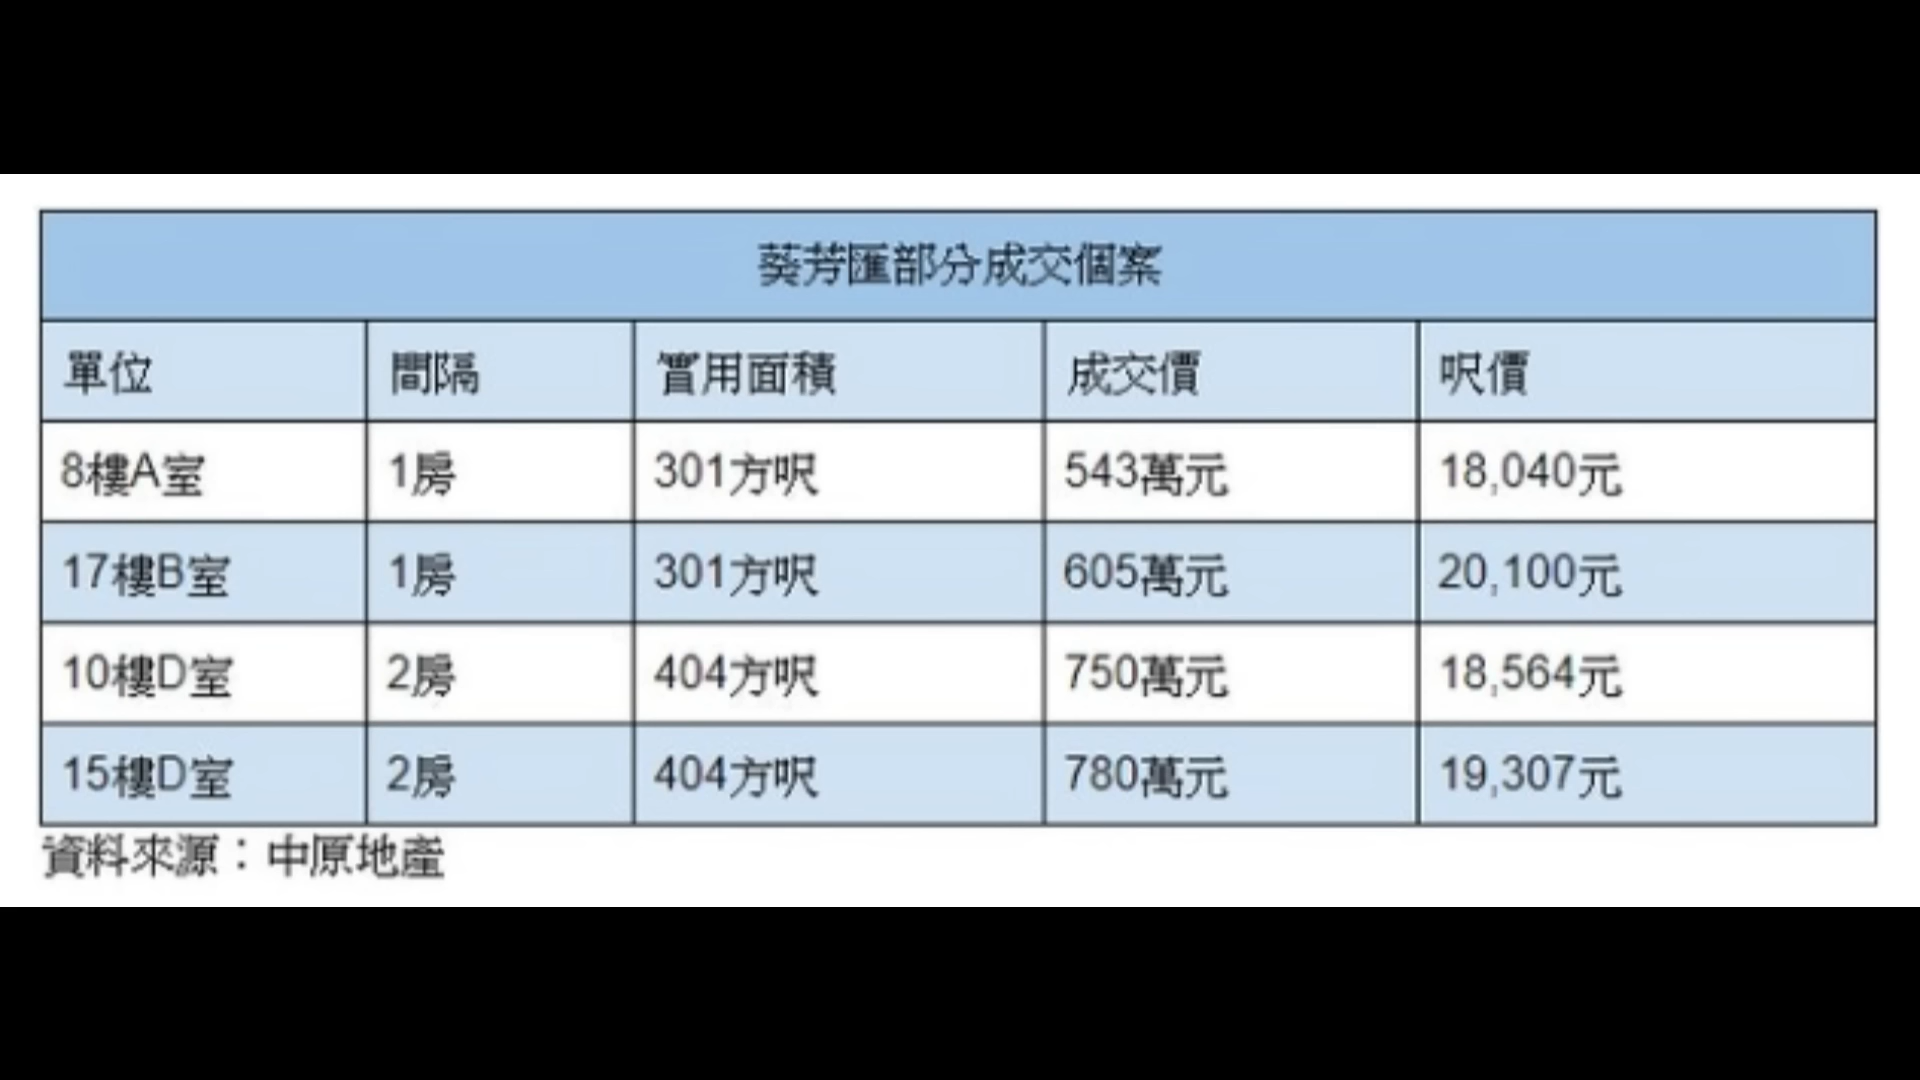 葵芳匯部分成交個案
單位 間隔 實用面積 成交價 呎價
8樓A室 1房 301方呎 543萬元 18,040元
17樓B室 1房 301方呎 605萬元 20,100元
10樓D室 2房 404方呎 750萬元 18,564元
15樓D室 2房 404方呎 780萬元 19,307元
資料來源：中原地產